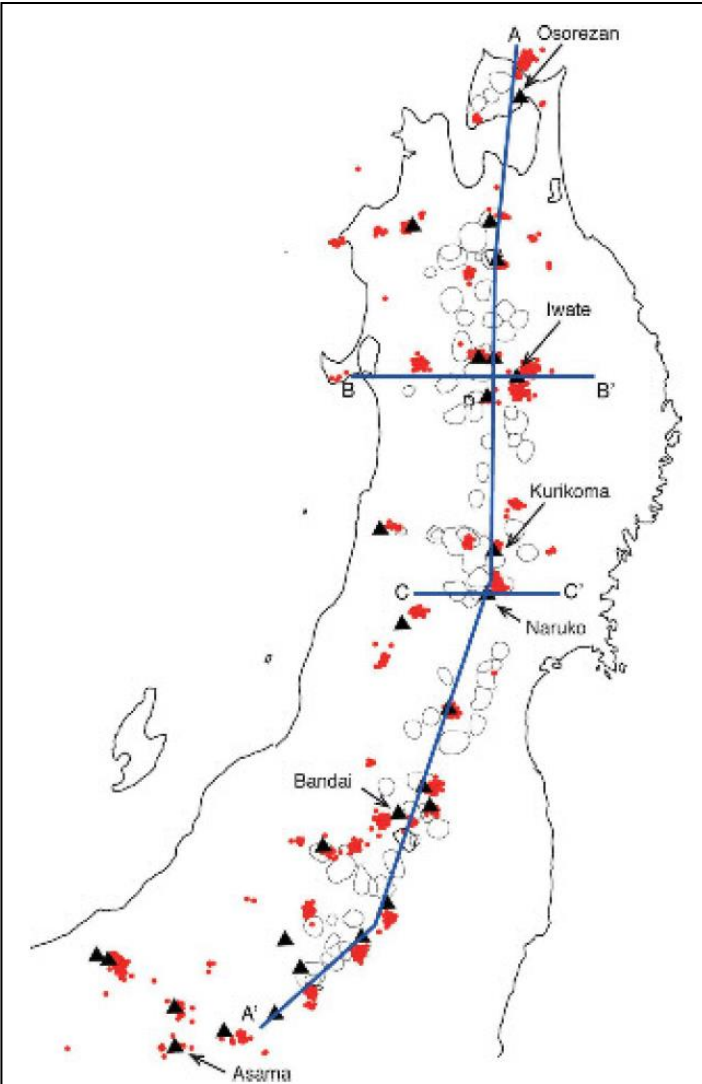 A
Osorezan
Iwate
B
B'
Kurikoma
C
C'
Naruko
Bandai
A'
Asama